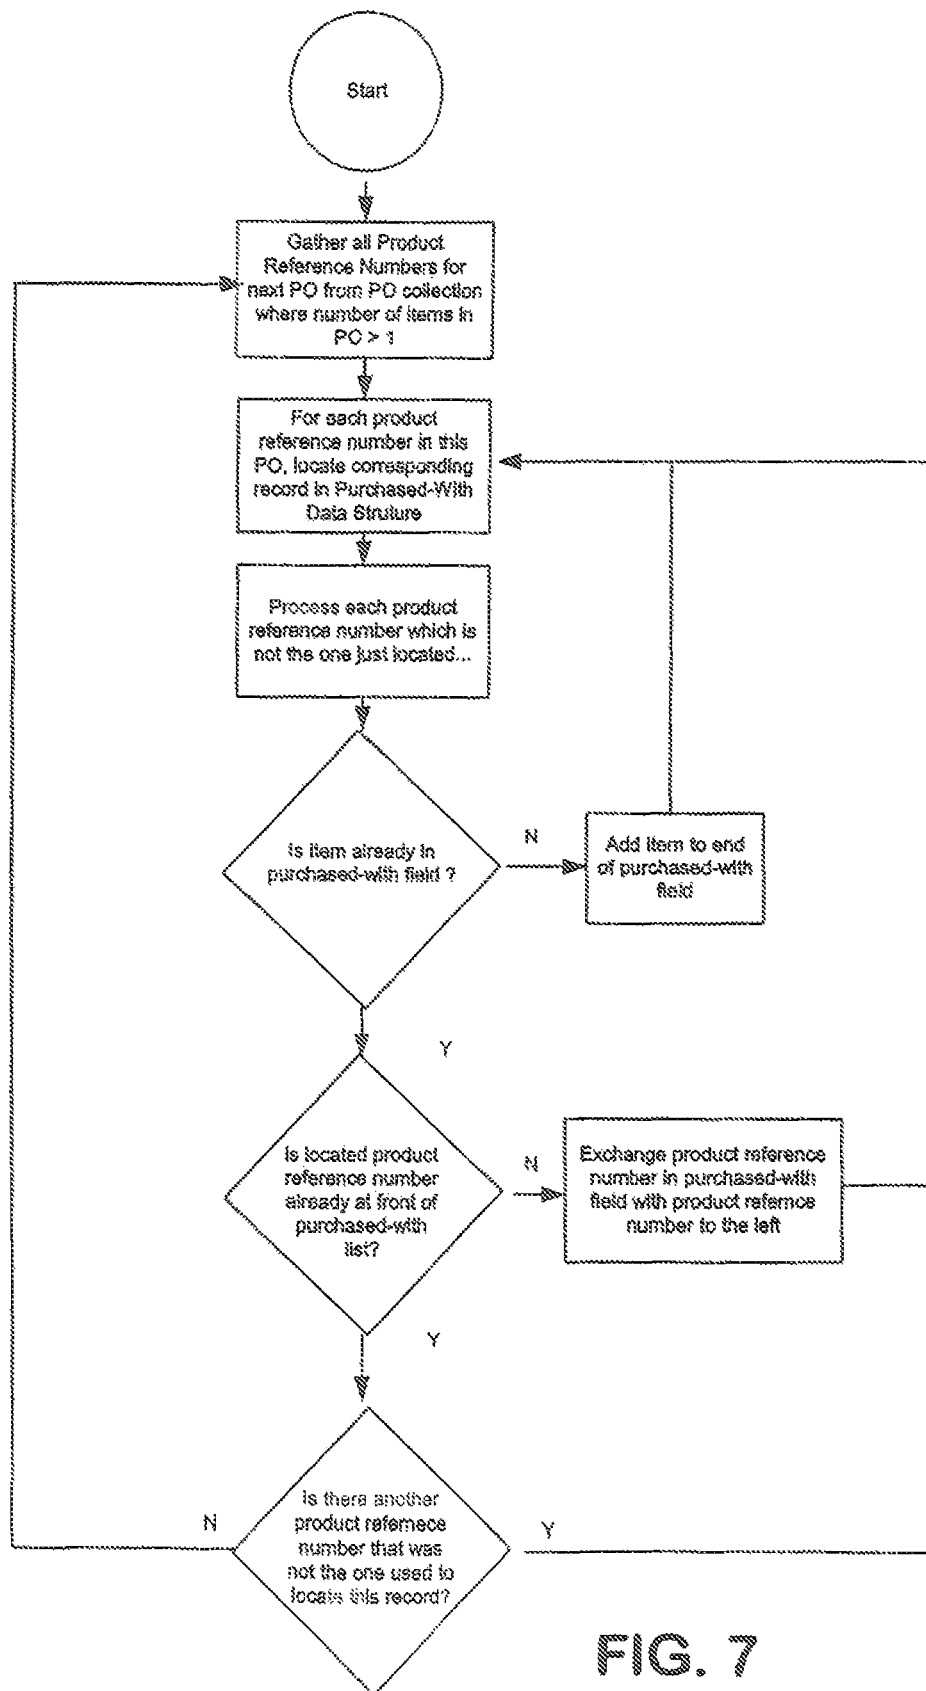 Start
Gather all Product
Reference Numbers for
next PO from PO collection
where number of items in
PO > 1
For each product
reference number in this
PO, locate corresponding
record in Purchased-With
Data Struture
Process each product
reference number which is
not the one just located...
Is item already in
purchased-with field ?
N
Add item to end
of purchased-with
field
Y
Is located product
reference number
already at front of
purchased-with
list?
N
Exchange product reference
number in purchased-with
field with product refernce
number to the left
Y
Is there another
product refernece
number that was
not the one used to
locate this record?
N
Y
FIG. 7